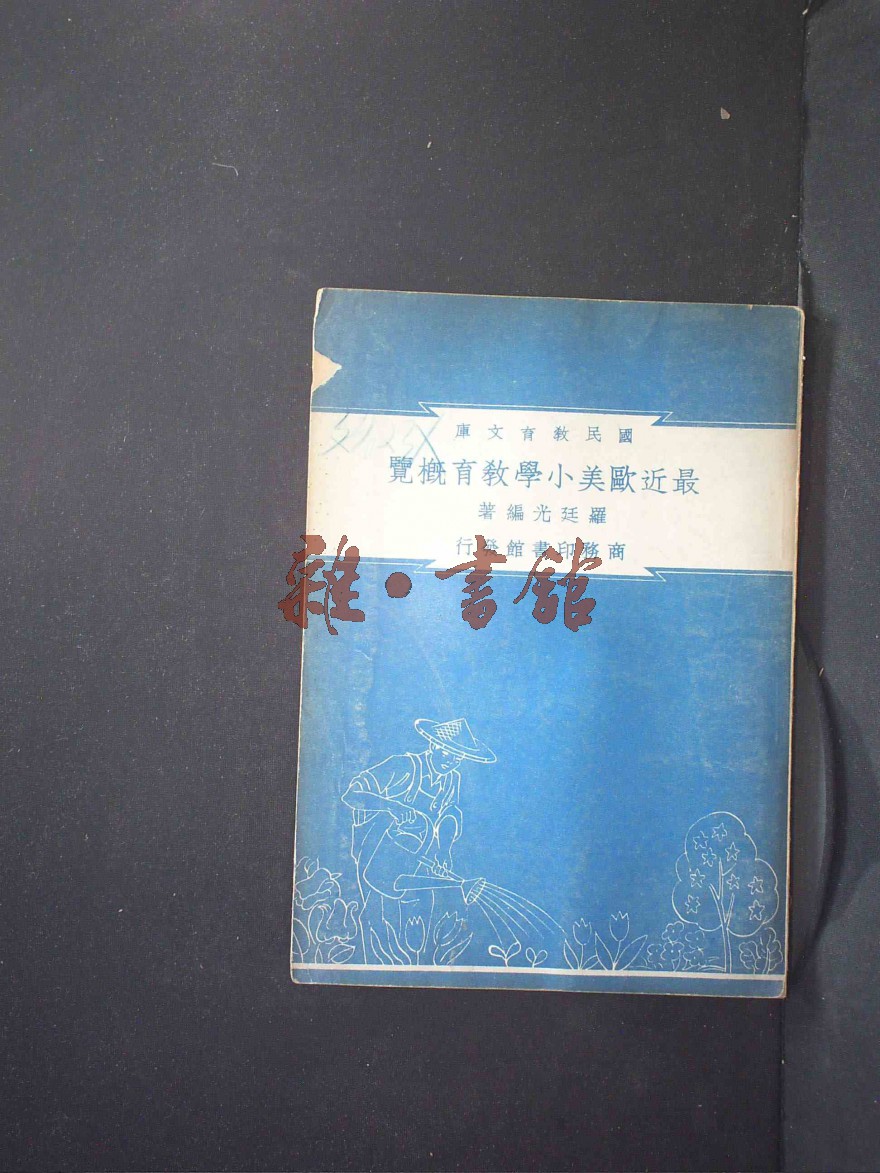 國民教育文庫
最近歐美小學教育概覽
羅廷光編著
商務印書館發行
雜·書館